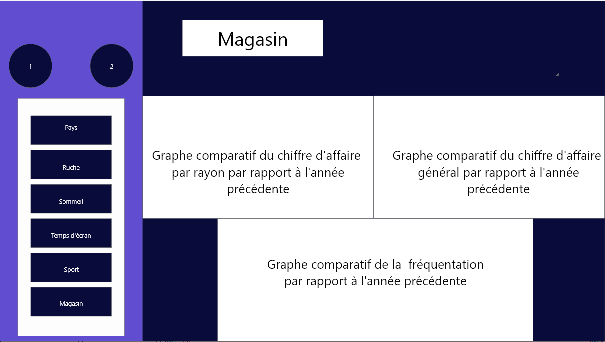 Magasin
1
2
Pays
Ruche
Sommeil
Temps d'écran
Sport
Magasin
Graphe comparatif du chiffre d'affaire
par rayon par rapport à l'année
précédente
Graphe comparatif du chiffre d'affaire
général par rapport à l'année
précédente
Graphe comparatif de la fréquentation
par rapport à l'année précédente